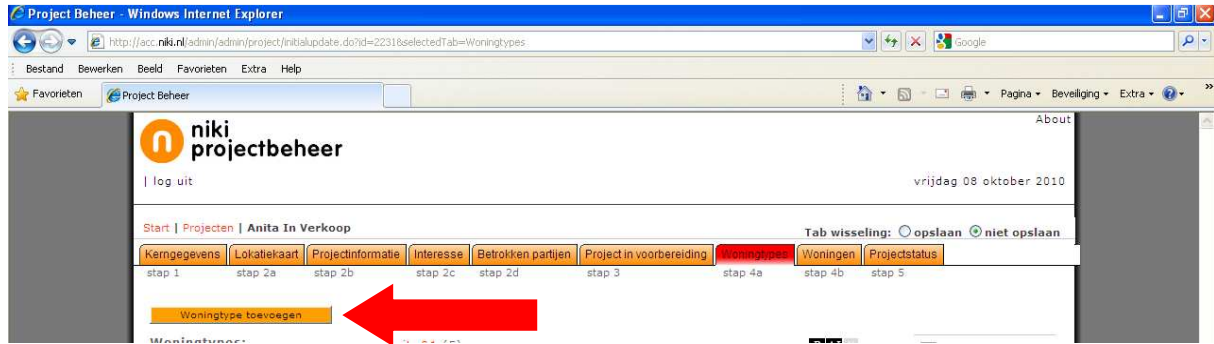 Project Beheer - Windows Internet Explorer
http://acc.niki.nl/admin/admin/project/initialupdate.do?id=2231&selectedTab=Woningtypes
Google
Bestand Bewerken Beeld Favorieten Extra Help
Favorieten Project Beheer Pagina Beveiliging Extra
About
niki
projectbeheer
| log uit vrijdag 08 oktober 2010
Start | Projecten | Anita In Verkoop
Tab wisseling: opslaan niet opslaan
Kerngegevens Lokatiekaart Projectinformatie Interesse Betrokken partijen Project in voorbereiding Woningtypes Woningen Projectstatus
stap 1 stap 2a stap 2b stap 2c stap 2d stap 3 stap 4a stap 4b stap 5
Woningtype toevoegen
Woningtypes: